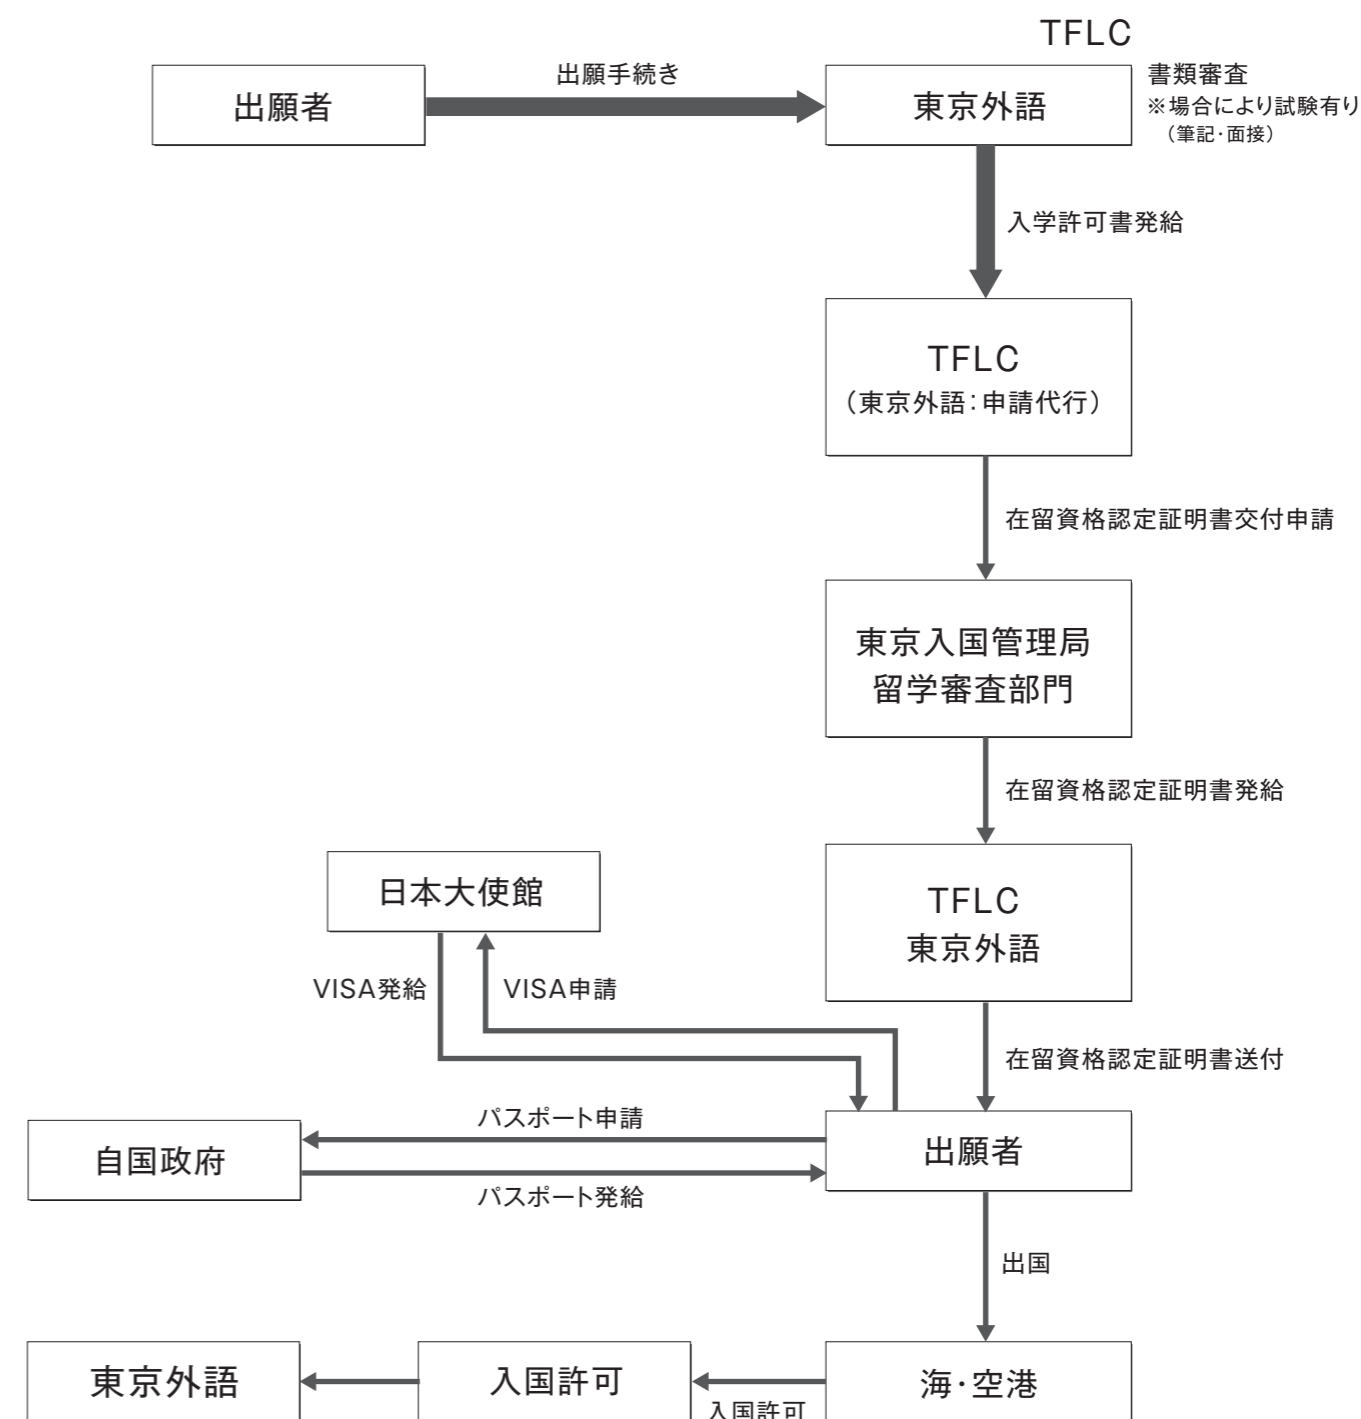 TFLC
出願者
出願手続き
東京外語
書類審査
※場合により試験有り
（筆記・面接）
入学許可書発給
TFLC
（東京外語：申請代行）
在留資格認定証明書交付申請
東京入国管理局
留学審査部門
在留資格認定証明書発給
日本大使館
TFLC
東京外語
VISA発給
VISA申請
在留資格認定証明書送付
パスポート申請
自国政府
出願者
パスポート発給
出国
東京外語
入国許可
海・空港
入国許可